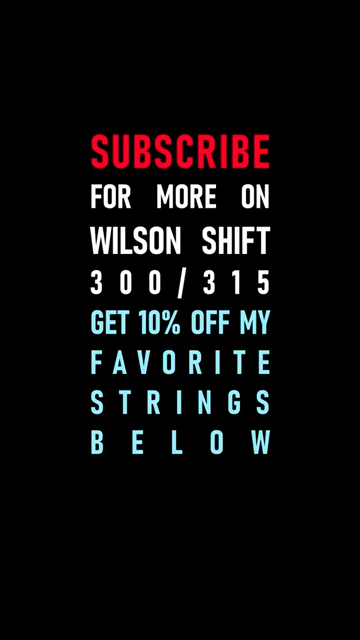 SUBSCRIBE
FOR MORE ON
WILSON SHIFT
300/315
GET 10% OFF MY
FAVORITE
STRINGS
BELOW